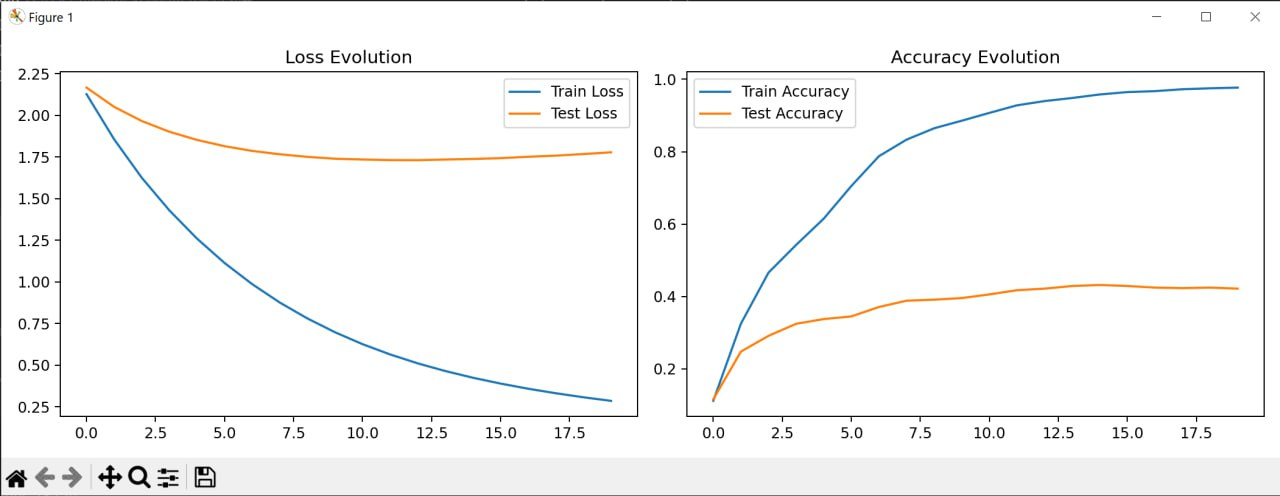 Figure 1
Loss Evolution
2.25
2.00
1.75
1.50
1.25
1.00
0.75
0.50
0.25
0.0 2.5 5.0 7.5 10.0 12.5 15.0 17.5
Train Loss
Test Loss
Accuracy Evolution
1.0
0.8
0.6
0.4
0.2
0.0 2.5 5.0 7.5 10.0 12.5 15.0 17.5
Train Accuracy
Test Accuracy